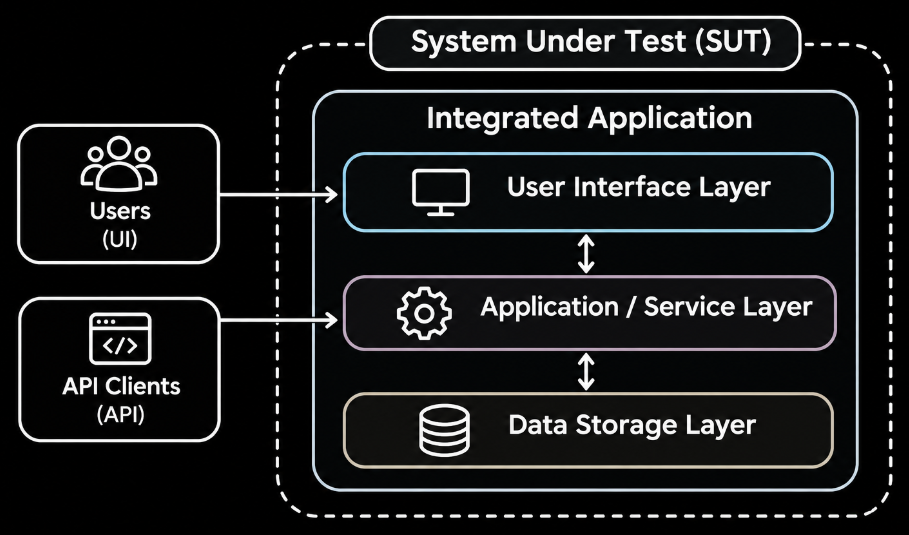 System Under Test (SUT)
Integrated Application
Users
(UI)
User Interface Layer
</>
API Clients
(API)
Application / Service Layer
Data Storage Layer